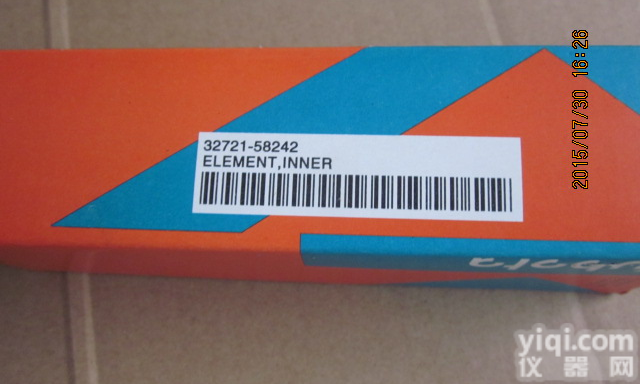 32721-58242
ELEMENT,INNER
2015/07/30 16:26
yiqi.com
仪器网